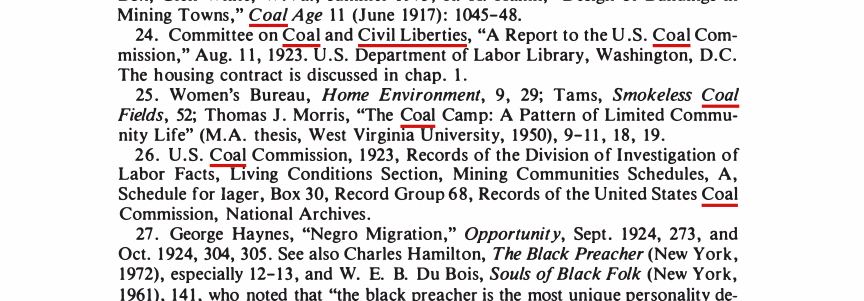 Mining Towns," Coal Age 11 (June 1917): 1045-48.
24. Committee on Coal and Civil Liberties, "A Report to the U.S. Coal Com-
mission," Aug. 11, 1923. U.S. Department of Labor Library, Washington, D.C.
The housing contract is discussed in chap. 1.
25. Women's Bureau, Home Environment, 9, 29; Tams, Smokeless Coal
Fields, 52; Thomas J. Morris, "The Coal Camp: A Pattern of Limited Commu-
nity Life" (M.A. thesis, West Virginia University, 1950), 9-11, 18, 19.
26. U.S. Coal Commission, 1923, Records of the Division of Investigation of
Labor Facts, Living Conditions Section, Mining Communities Schedules, A,
Schedule for Iager, Box 30, Record Group 68, Records of the United States Coal
Commission, National Archives.
27. George Haynes, "Negro Migration," Opportunity, Sept. 1924, 273, and
Oct. 1924, 304, 305. See also Charles Hamilton, The Black Preacher (New York,
1972), especially 12-13, and W. E. B. Du Bois, Souls of Black Folk (New York,
1961), 141, who noted that "the black preacher is the most unique personality de-